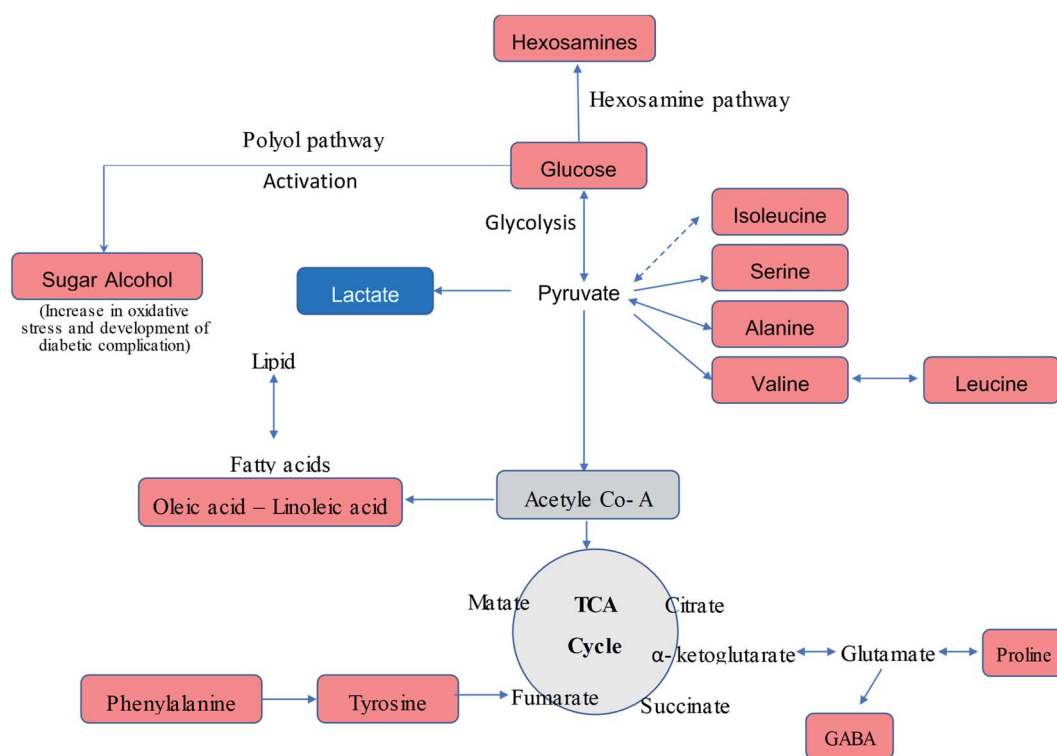 Hexosamines
Hexosamine pathway
Polyol pathway
Activation
Glucose
Glycolysis
Isoleucine
Sugar Alcohol
(Increase in oxidative
stress and development of
diabetic complication)
Lactate
Pyruvate
Serine
Alanine
Valine
Leucine
Lipid
Fatty acids
Oleic acid – Linoleic acid
Acetyle Co- A
Matate
TCA
Cycle
Citrate
α- ketoglutarate
Glutamate
Proline
Phenylalanine
Tyrosine
Fumarate
Succinate
GABA